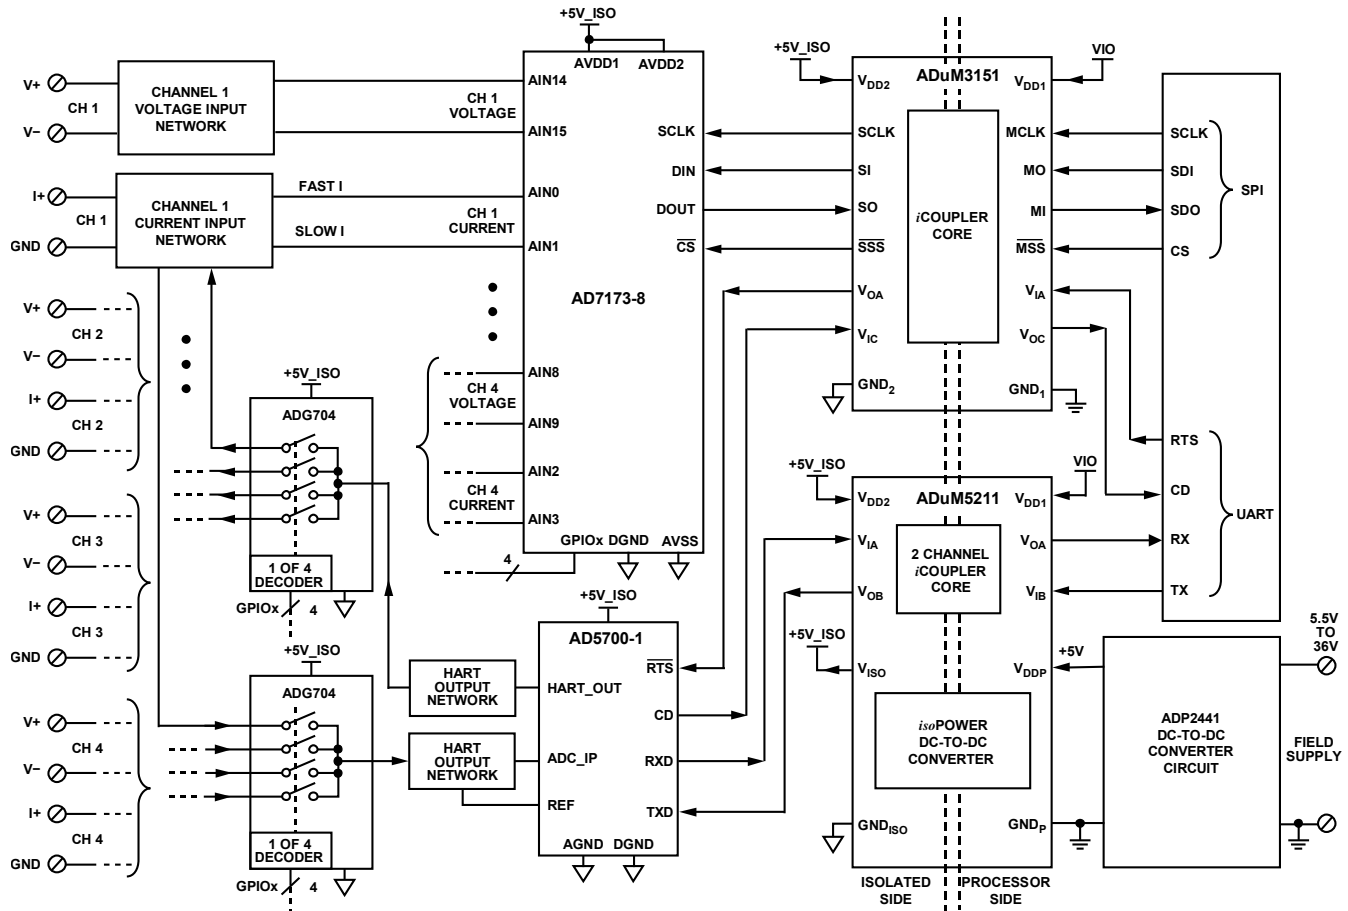 V+
CH 1
V−
CHANNEL 1
VOLTAGE INPUT
NETWORK
CH 1
VOLTAGE
I+
CH 1
GND
CHANNEL 1
CURRENT INPUT
NETWORK
FAST I
SLOW I
CH 1
CURRENT
V+
CH 2
V−
I+
CH 2
GND
V+
CH 3
V−
I+
CH 3
GND
V+
CH 4
V−
I+
CH 4
GND
+5V_ISO
ADG704
1 OF 4
DECODER
GPIOx
4
+5V_ISO
ADG704
1 OF 4
DECODER
GPIOx
4
CH 4
VOLTAGE
CH 4
CURRENT
4
+5V_ISO
AVDD1
AVDD2
AIN14
AIN15
AIN0
AIN1
AD7173-8
AIN8
AIN9
AIN2
AIN3
SCLK
DIN
DOUT
CS
GPIOx
DGND
AVSS
HART
OUTPUT
NETWORK
HART
OUTPUT
NETWORK
+5V_ISO
AD5700-1
HART_OUT
ADC_IP
REF
RTS
CD
RXD
TXD
AGND
DGND
+5V_ISO
VIO
ADuM3151
VDD2
VDD1
SCLK
MCLK
SI
MO
SO
MI
SSS
MSS
VOA
VIA
VIC
VOC
GND2
GND1
iCOUPLER
CORE
+5V_ISO
VIO
ADuM5211
VDD2
VDD1
VIA
VOA
VOB
VIB
2 CHANNEL
iCOUPLER
CORE
+5V_ISO
VISO
VDDP
+5V
isoPOWER
DC-TO-DC
CONVERTER
GNDISO
GNDP
ISOLATED
SIDE
PROCESSOR
SIDE
SCLK
SDI
SDO
CS
SPI
RTS
CD
RX
TX
UART
ADP2441
DC-TO-DC
CONVERTER
CIRCUIT
5.5V
TO
36V
FIELD
SUPPLY